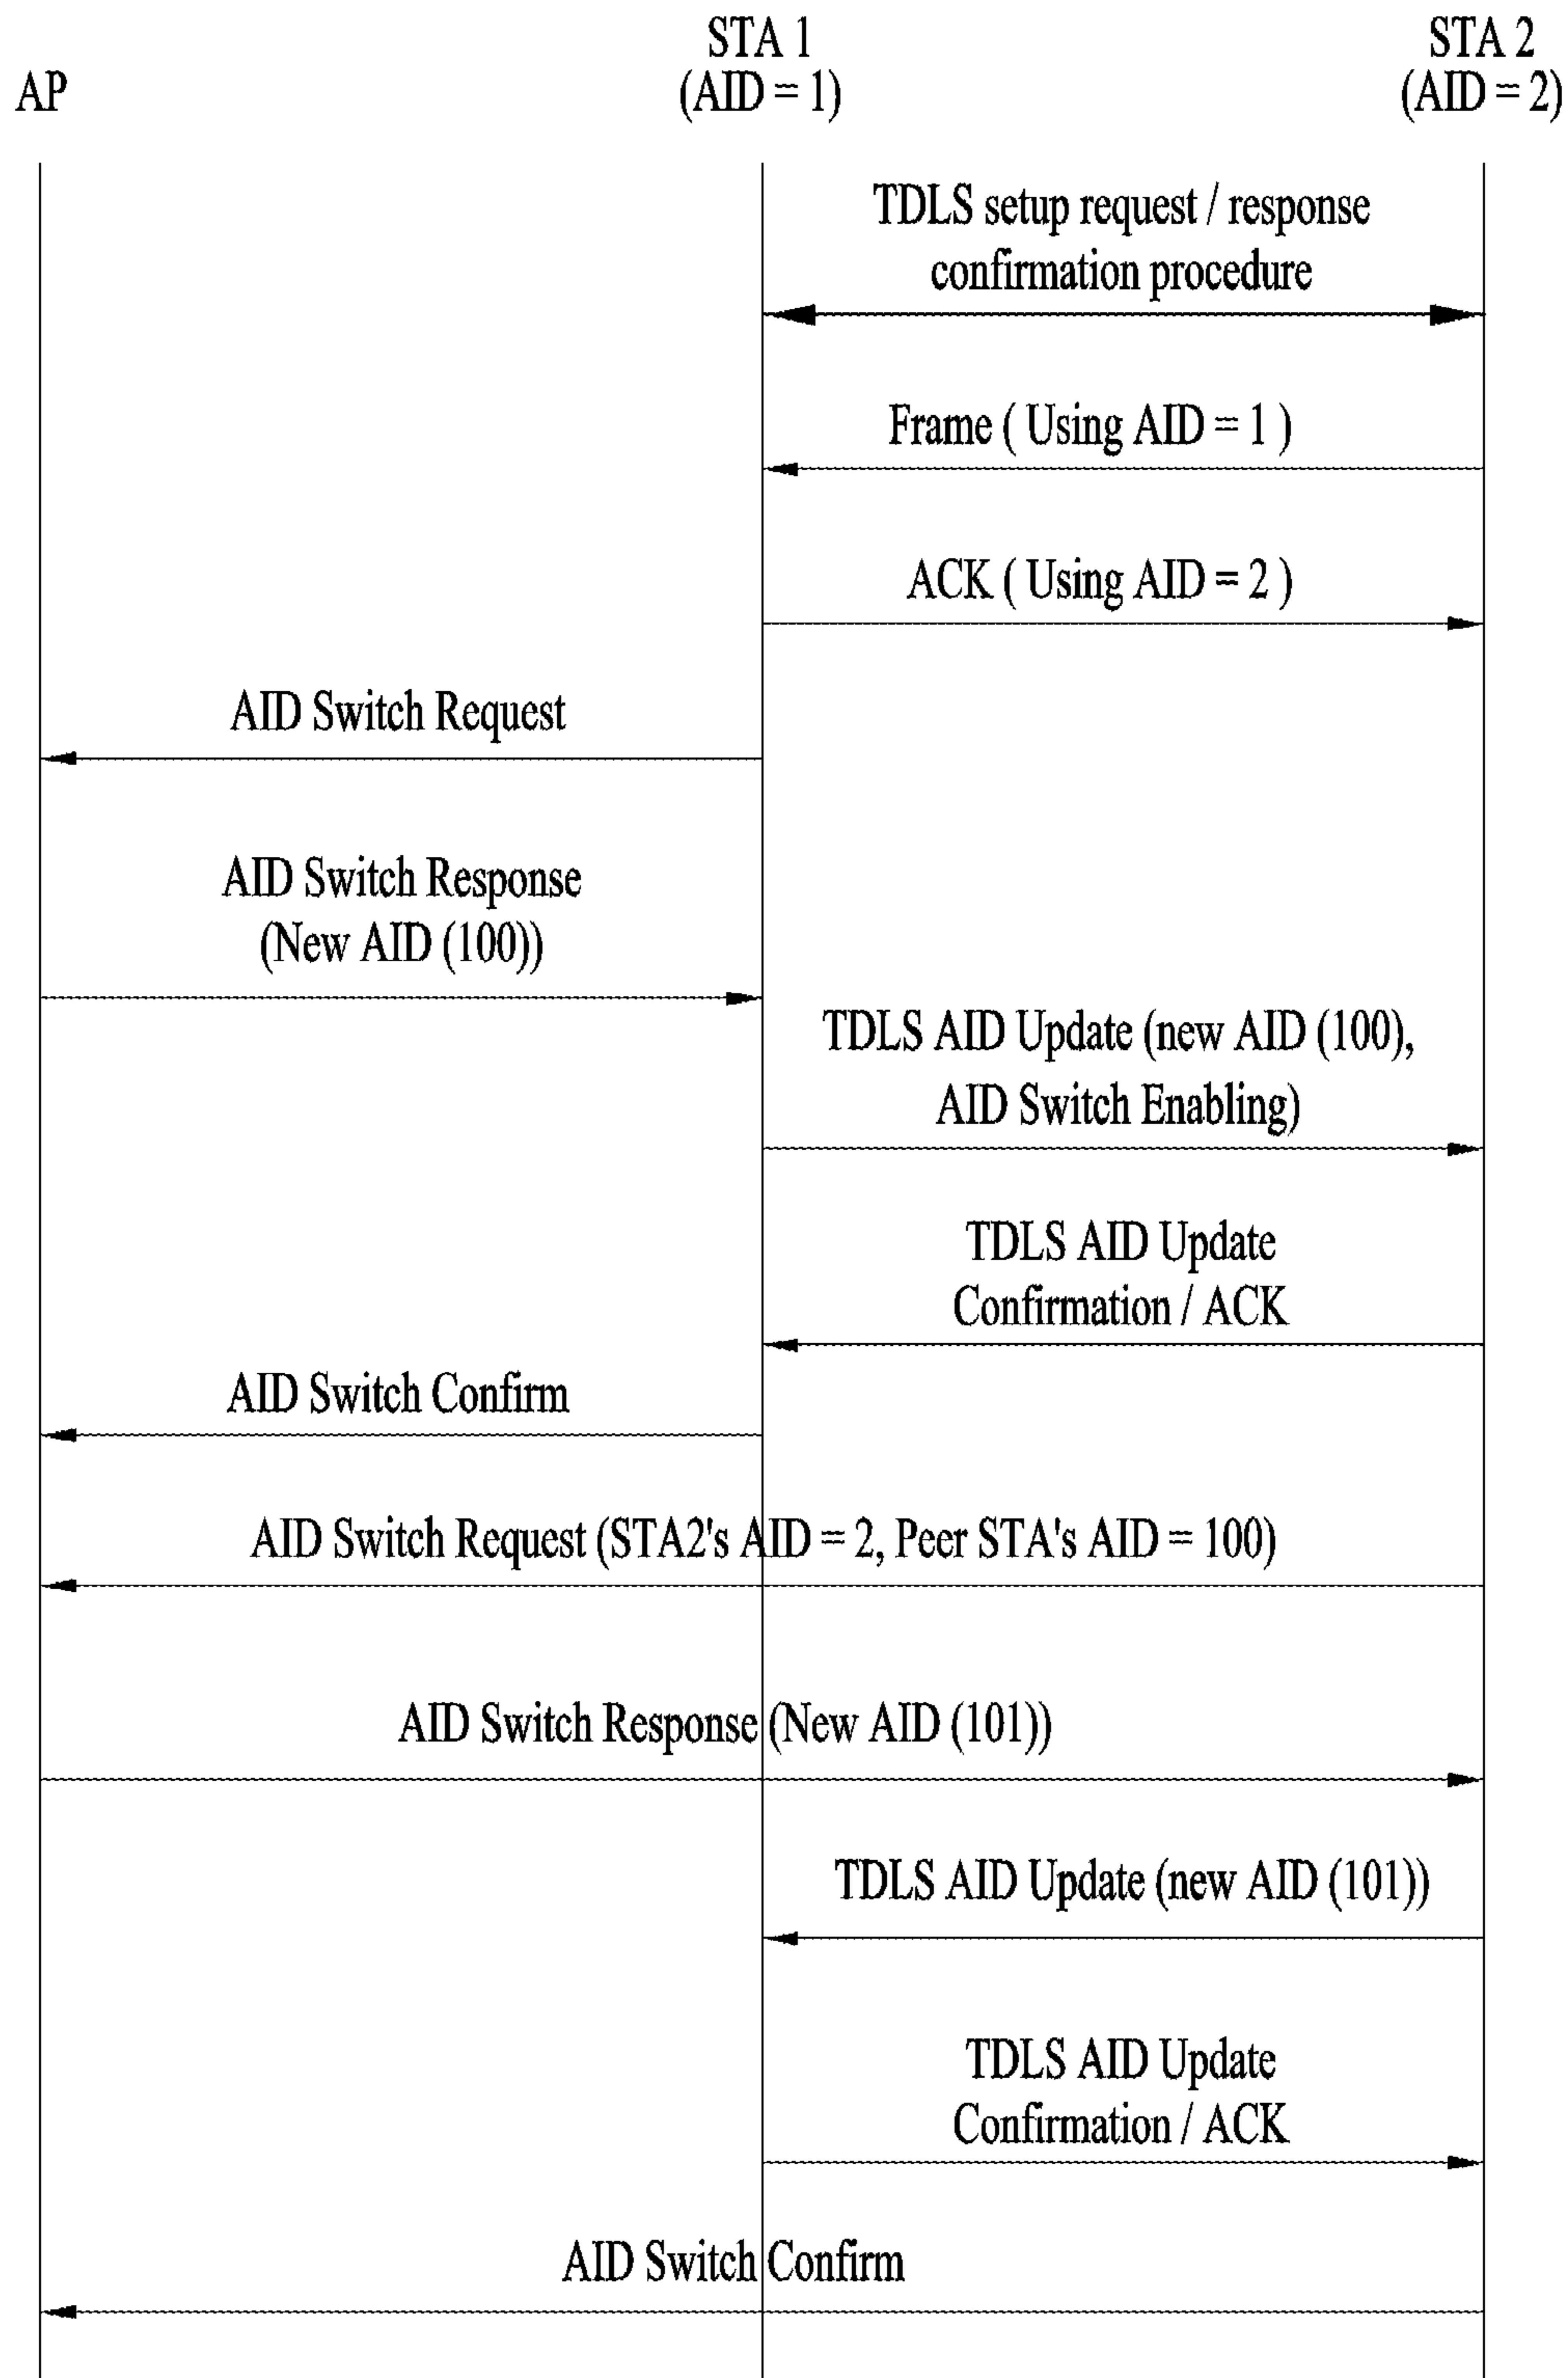 STA 1
STA 2
AP
(AID = 1)
(AID = 2)
TDLS setup request / response
confirmation procedure
Frame ( Using AID = 1 )
ACK ( Using AID = 2 )
AID Switch Request
AID Switch Response
(New AID (100))
TDLS AID Update (new AID (100),
AID Switch Enabling)
TDLS AID Update
Confirmation / ACK
AID Switch Confirm
AID Switch Request (STA2's AID = 2, Peer STA's AID = 100)
AID Switch Response (New AID (101))
TDLS AID Update (new AID (101))
TDLS AID Update
Confirmation / ACK
AID Switch Confirm